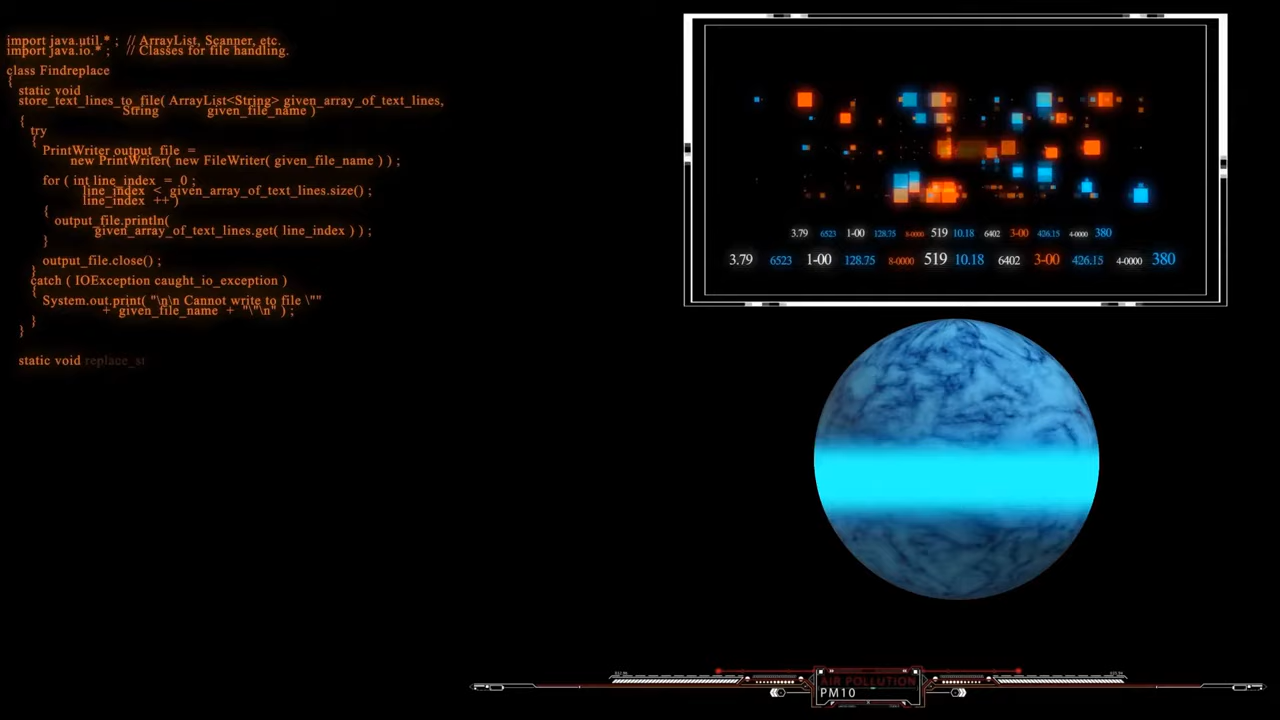 import java.util.* ;  // ArrayList, Scanner, etc.
import java.io.* ;   // Classes for file handling.
class Findreplace
{
static void
store_text_lines_to_file( ArrayList<String> given_array_of_text_lines,
String given_file_name )
{
try
{
PrintWriter output_file =
new PrintWriter( new FileWriter( given_file_name ) ) ;
for ( int line_index = 0 ;
line_index < given_array_of_text_lines.size() ;
line_index ++ )
{
output_file.println(
given_array_of_text_lines.get( line_index ) ) ;
}
output_file.close() ;
}
catch ( IOException caught_io_exception )
{
System.out.print( "\n\n Cannot write to file \""
+ given_file_name + "\"\n" ) ;
}
}
static void replace_st
3.79 6523 1-00 128.75 8-0000 519 10.18 6402 3-00 426.15 4-0000 380
3.79 6523 1-00 128.75 8-0000 519 10.18 6402 3-00 426.15 4-0000 380
AIR POLLUTION
PM10